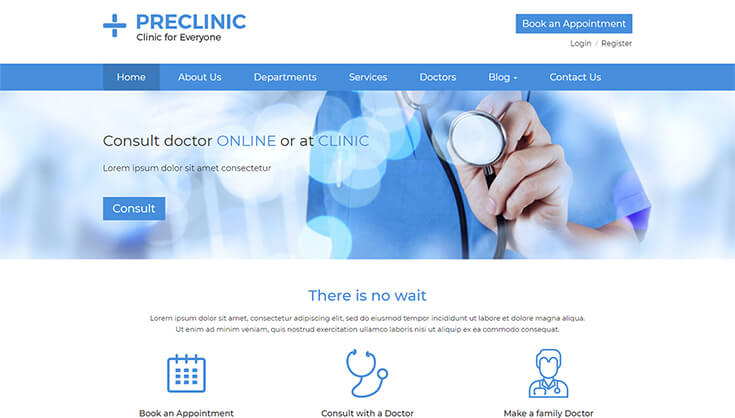 PRECLINIC
Clinic for Everyone
Book an Appointment
Login / Register
Home About Us Departments Services Doctors Blog Contact Us
Consult doctor ONLINE or at CLINIC
Lorem ipsum dolor sit amet consectetur
Consult
There is no wait
Lorem ipsum dolor sit amet, consectetur adipiscing elit, sed do eiusmod tempor incididunt ut labore et dolore magna aliqua.
Ut enim ad minim veniam, quis nostrud exercitation ullamco laboris nisi ut aliquip ex ea commodo consequat.
Book an Appointment Consult with a Doctor Make a family Doctor